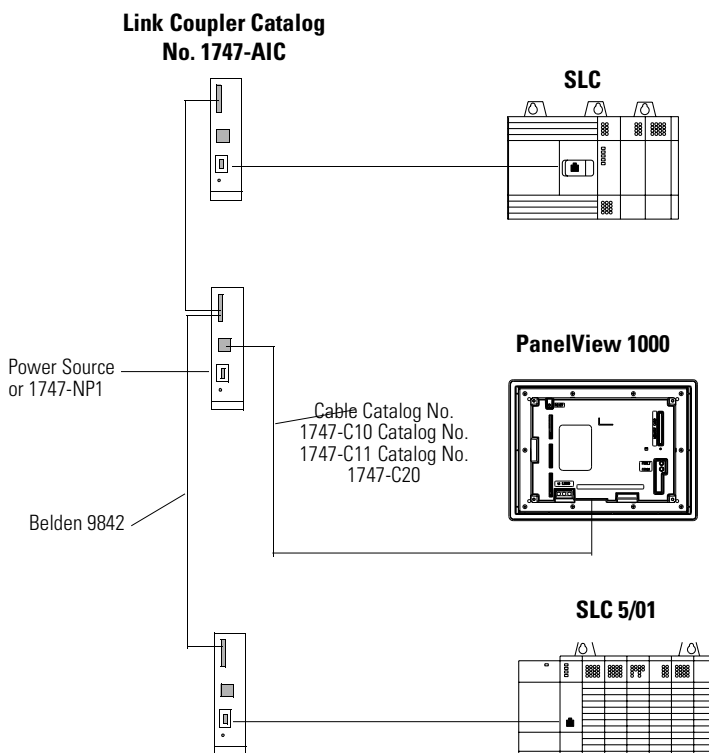 Link Coupler Catalog
No. 1747-AIC
SLC
PanelView 1000
Power Source
or 1747-NP1
Cable Catalog No.
1747-C10 Catalog No.
1747-C11 Catalog No.
1747-C20
Belden 9842
SLC 5/01